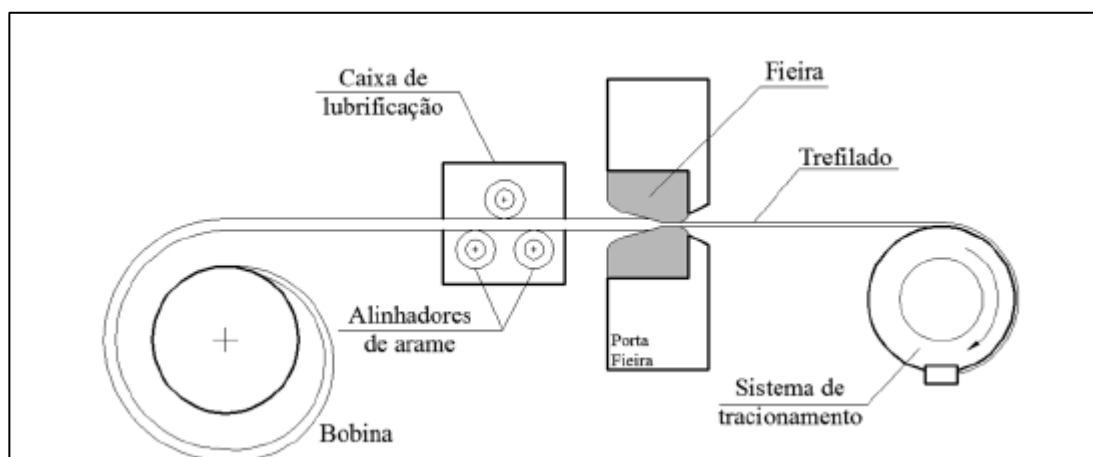 Caixa de
lubrificação
Fieira
Trefilado
Alinhadores
de arame
Porta
Fieira
Bobina
Sistema de
tracionamento